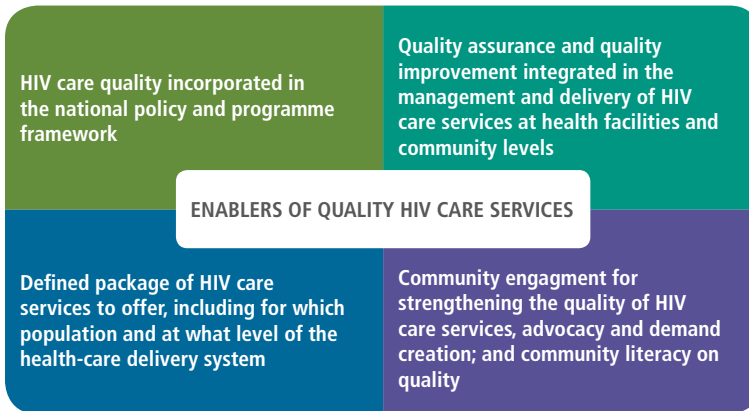 HIV care quality incorporated in
the national policy and programme
framework
Quality assurance and quality
improvement integrated in the
management and delivery of HIV
care services at health facilities and
community levels
ENABLERS OF QUALITY HIV CARE SERVICES
Defined package of HIV care
services to offer, including for which
population and at what level of the
health-care delivery system
Community engagment for
strengthening the quality of HIV
care services, advocacy and demand
creation; and community literacy on
quality